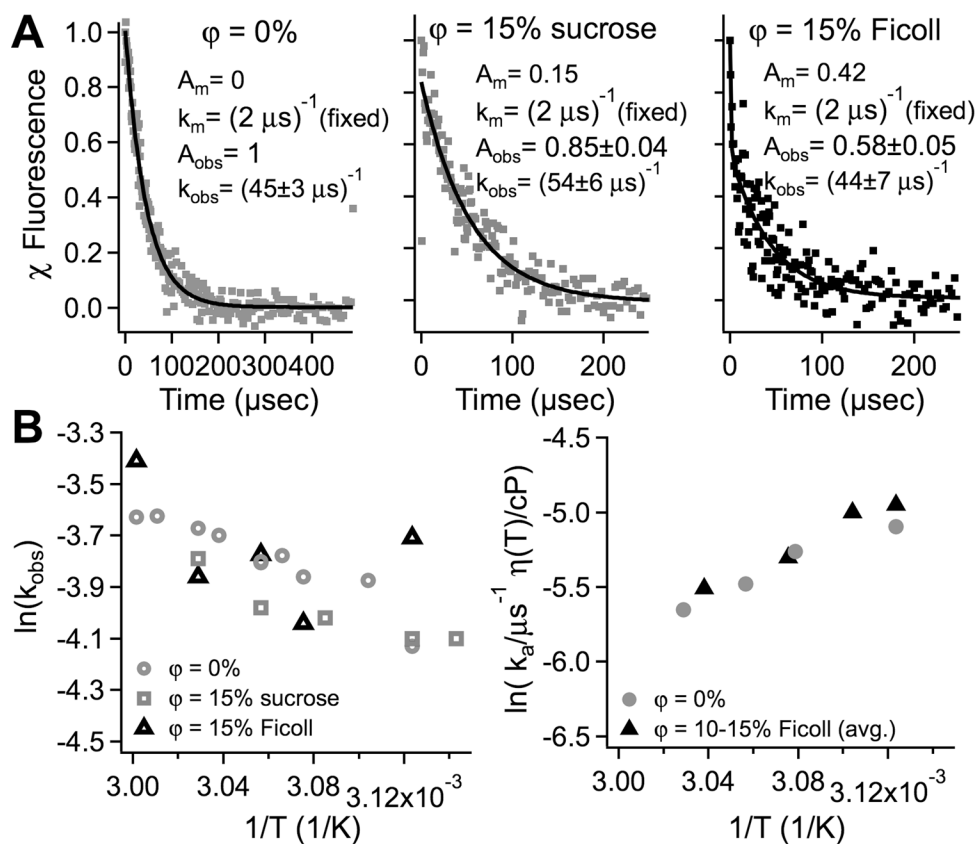 A
φ = 0%
A_m= 0
k_m= (2 µs)⁻¹ (fixed)
A_obs = 1
k_obs= (45±3 µs)⁻¹
φ = 15% sucrose
A_m= 0.15
k_m= (2 µs)⁻¹ (fixed)
A_obs= 0.85±0.04
k_obs= (54±6 µs)⁻¹
φ = 15% Ficoll
A_m= 0.42
k_m= (2 µs)⁻¹ (fixed)
A_obs= 0.58±0.05
k_obs= (44±7 µs)⁻¹
χ Fluorescence
1.0
0.8
0.6
0.4
0.2
0.0
0 100 200 300 400
Time (µsec)
0 100 200
Time (µsec)
0 100 200
Time (µsec)
B
ln(k_obs)
-3.3
-3.5
-3.7
-3.9
-4.1
-4.3
-4.5
φ = 0%
φ = 15% sucrose
φ = 15% Ficoll
3.00 3.04 3.08 3.12x10⁻³
1/T (1/K)
ln( k_a/µs⁻¹ η(T)/cP)
-4.5
-5.0
-5.5
-6.0
-6.5
φ = 0%
φ = 10-15% Ficoll (avg.)
3.00 3.04 3.08 3.12x10⁻³
1/T (1/K)